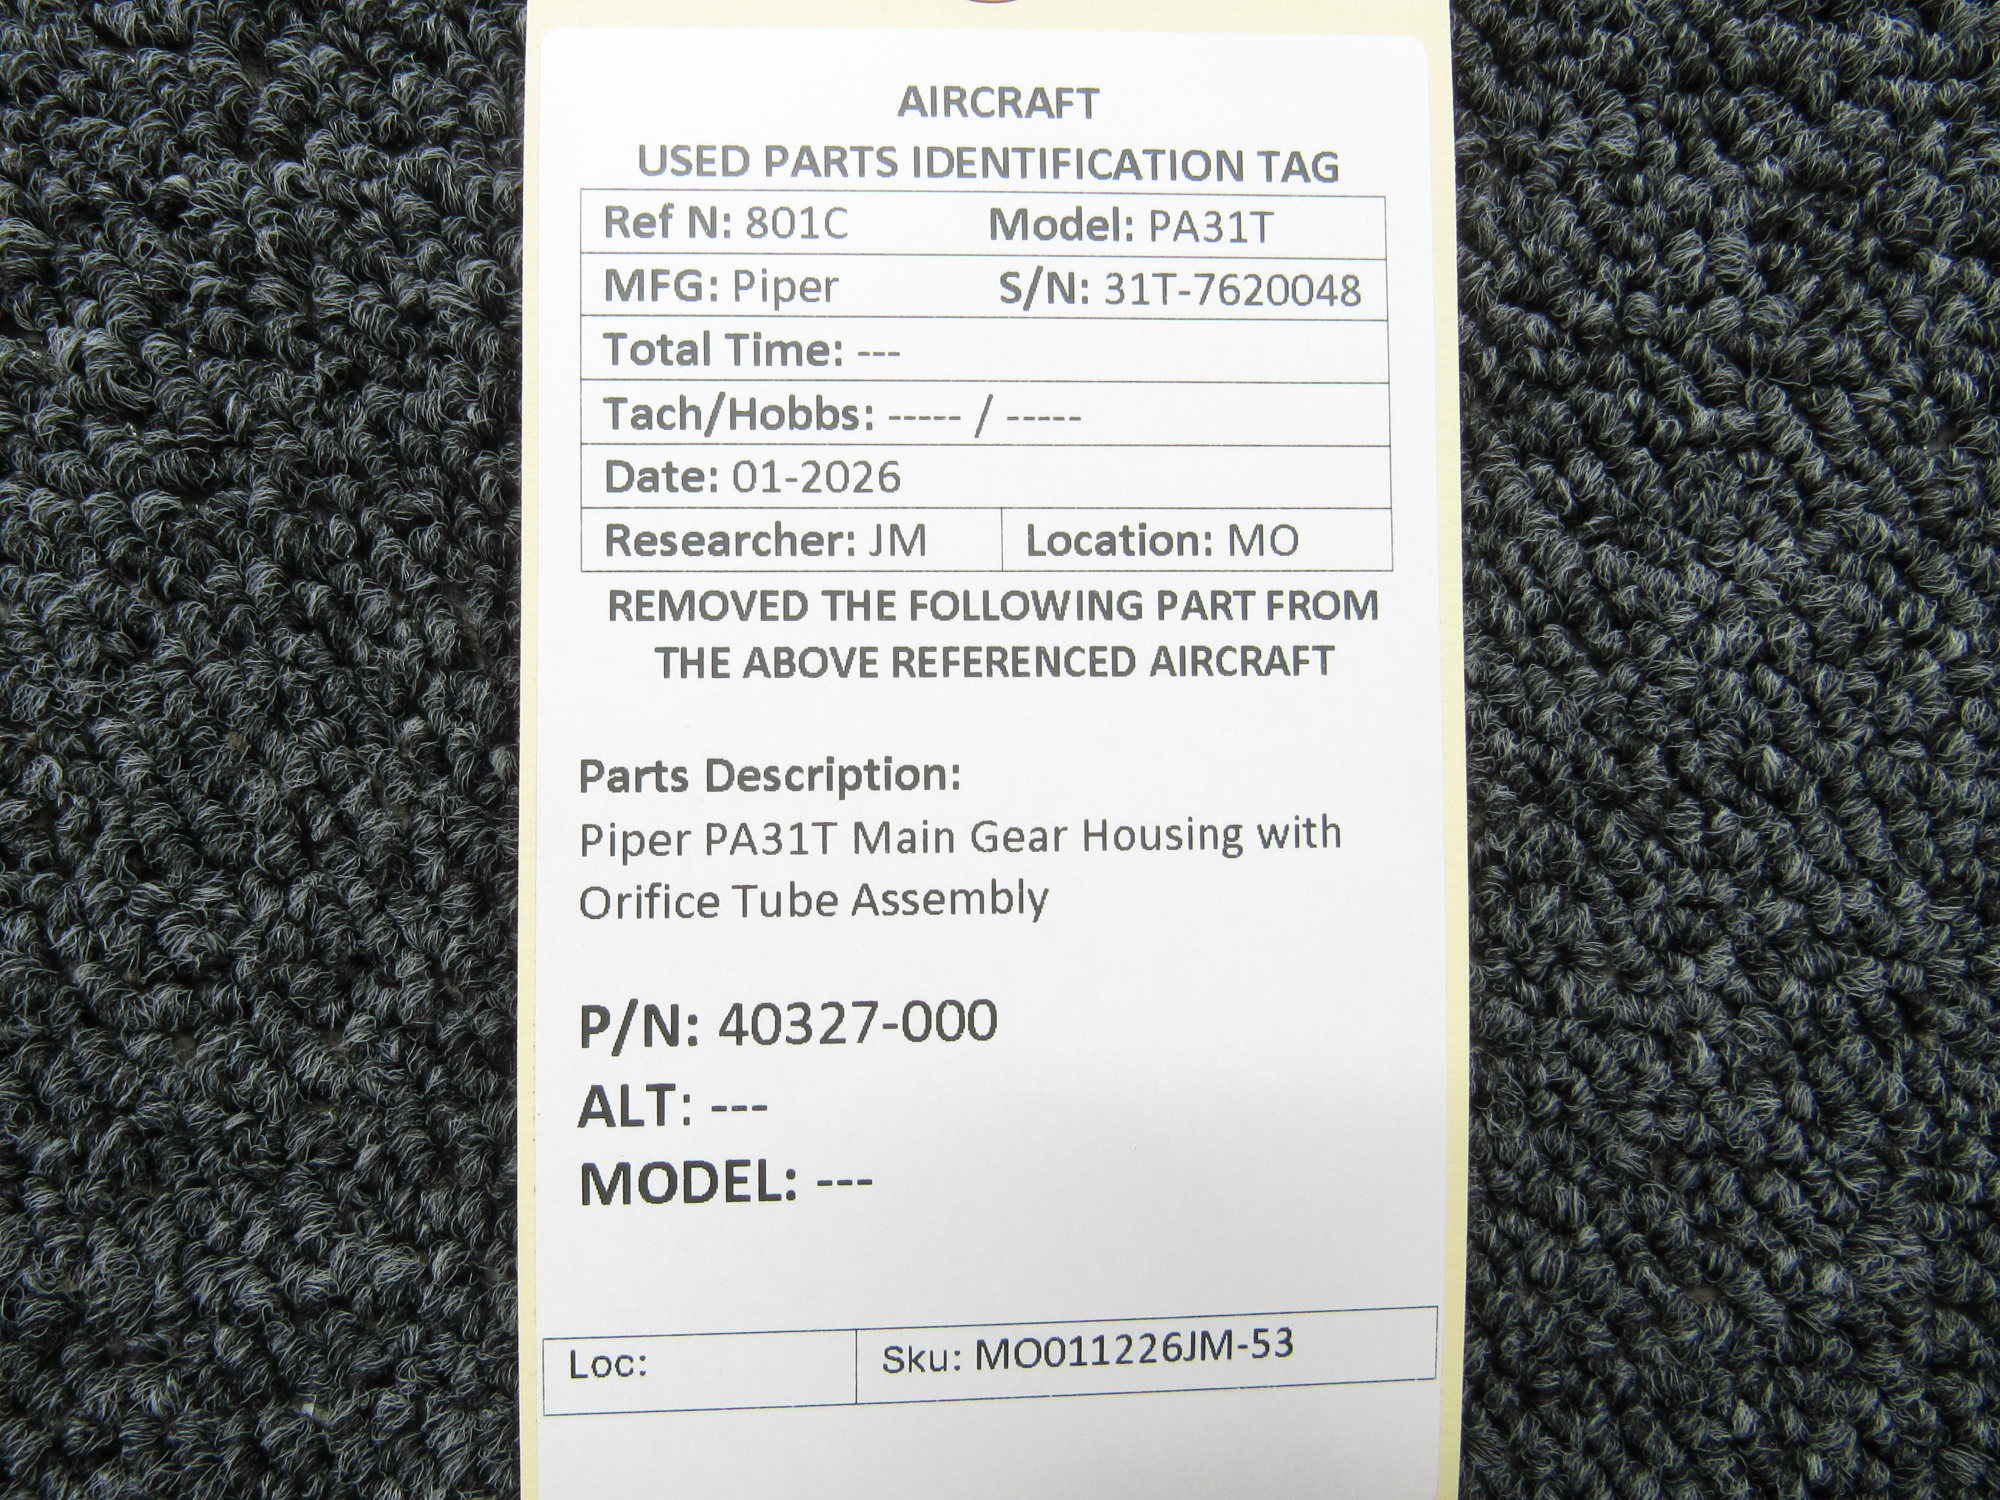 AIRCRAFT
USED PARTS IDENTIFICATION TAG
Ref N: 801C Model: PA31T
MFG: Piper S/N: 31T-7620048
Total Time: ---
Tach/Hobbs: ----- / -----
Date: 01-2026
Researcher: JM Location: MO
REMOVED THE FOLLOWING PART FROM
THE ABOVE REFERENCED AIRCRAFT
Parts Description:
Piper PA31T Main Gear Housing with
Orifice Tube Assembly
P/N: 40327-000
ALT: ---
MODEL: ---
Loc: Sku: MO011226JM-53